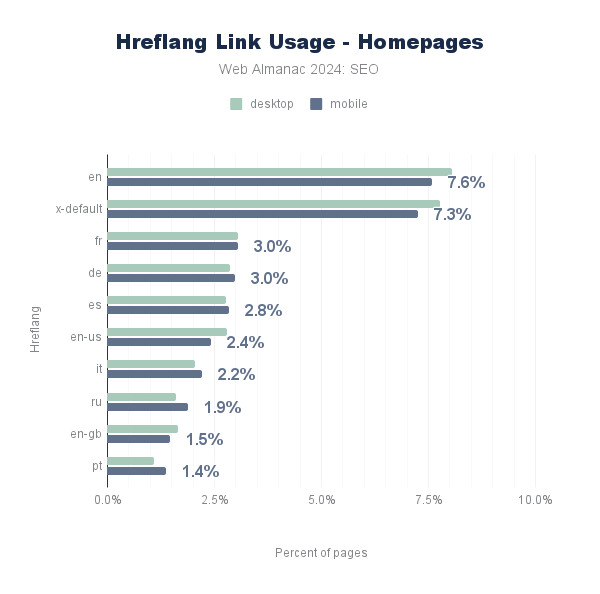 Hreflang Link Usage - Homepages
Web Almanac 2024: SEO
desktop mobile
en 7.6%
x-default 7.3%
fr 3.0%
de 3.0%
es 2.8%
en-us 2.4%
it 2.2%
ru 1.9%
en-gb 1.5%
pt 1.4%
Hreflang
0.0% 2.5% 5.0% 7.5% 10.0%
Percent of pages